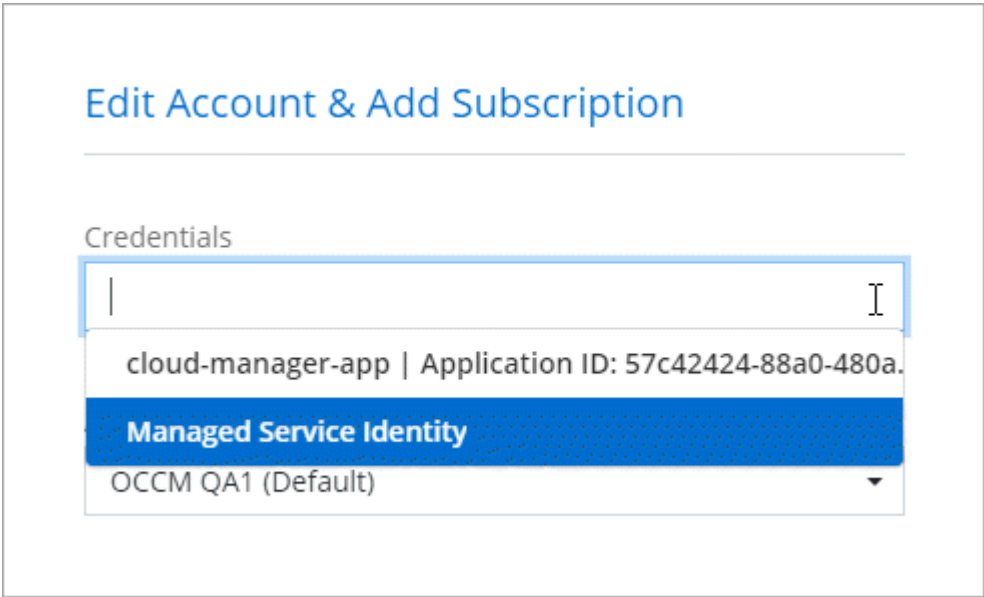 Edit Account & Add Subscription
Credentials
cloud-manager-app | Application ID: 57c42424-88a0-480a.
Managed Service Identity
OCCM QA1 (Default)